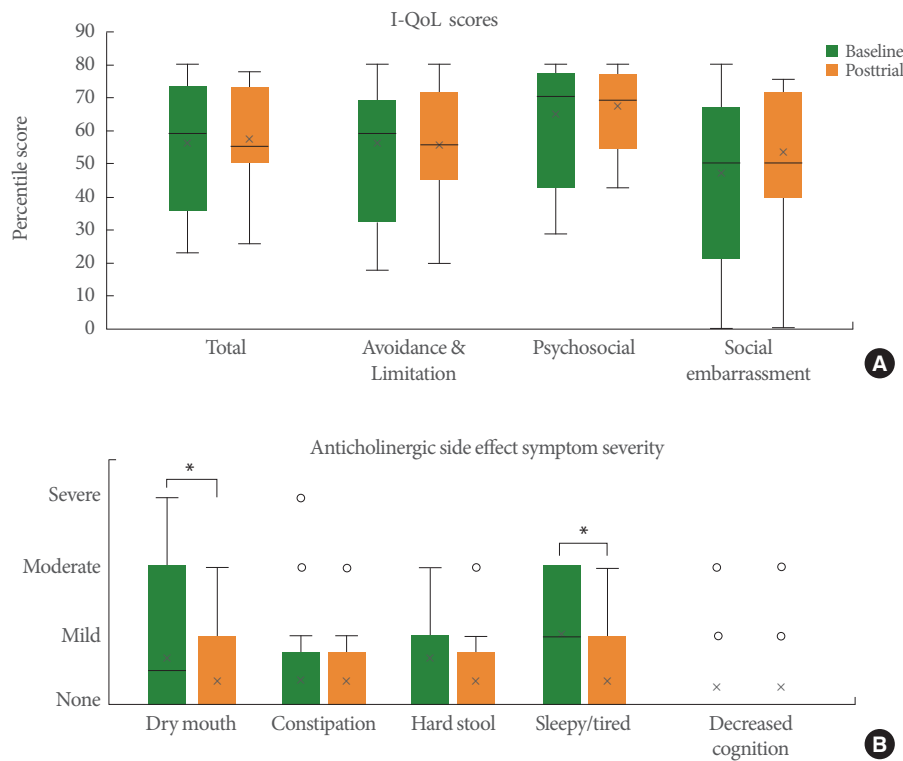 I-QoL scores
90
80
70
60
50
40
30
20
10
0
Percentile score
Baseline
Posttrial
Total
Avoidance &
Limitation
Psychosocial
Social
embarrassment
A
Anticholinergic side effect symptom severity
Severe
Moderate
Mild
None
*
*
Dry mouth
Constipation
Hard stool
Sleepy/tired
Decreased
cognition
B